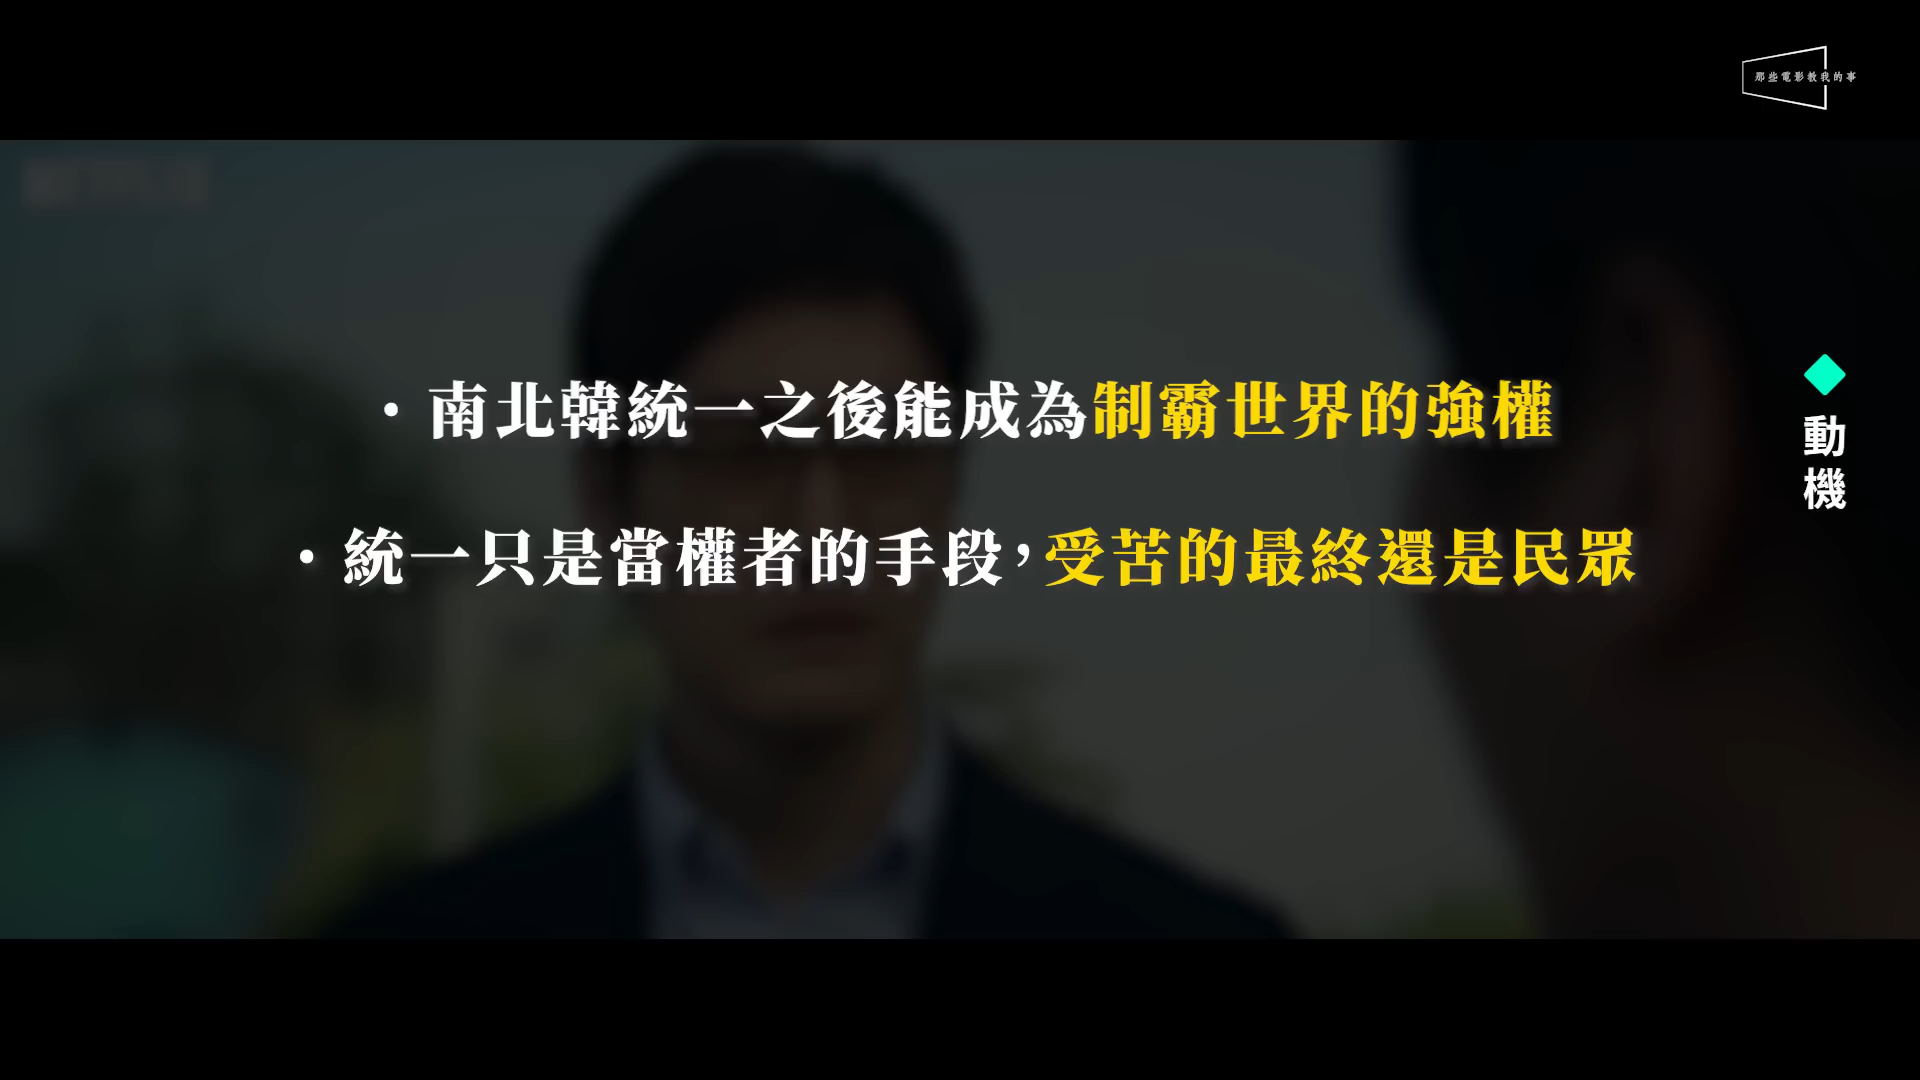 那些電影教我的事
・南北韓統一之後能成為制霸世界的強權
・統一只是當權者的手段，受苦的最終還是民眾
動機